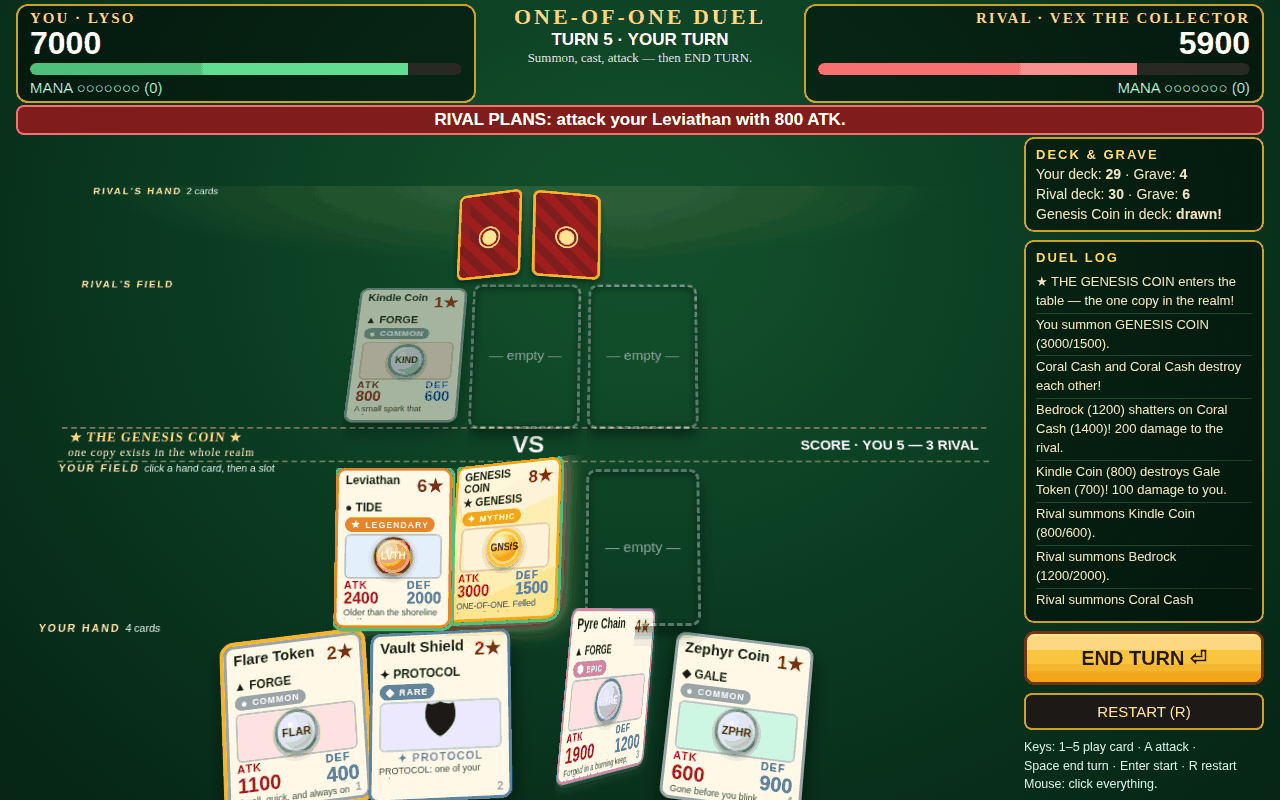 YOU · LYSO
7000
MANA ○○○○○○○ (0)
ONE-OF-ONE DUEL
TURN 5 · YOUR TURN
Summon, cast, attack — then END TURN.
RIVAL · VEX THE COLLECTOR
5900
MANA ○○○○○○○ (0)
RIVAL PLANS: attack your Leviathan with 800 ATK.
RIVAL'S HAND 2 cards
RIVAL'S FIELD
Kindle Coin 1★
▲ FORGE
● COMMON
KIND
ATK DEF
800 600
A small spark that
— empty —
— empty —
★ THE GENESIS COIN ★
one copy exists in the whole realm
VS
SCORE · YOU 5 — 3 RIVAL
YOUR FIELD click a hand card, then a slot
Leviathan 6★
● TIDE
★ LEGENDARY
LVTH
ATK DEF
2400 2000
Older than the shoreline
GENESIS COIN 8★
★ GENESIS
✦ MYTHIC
GNSIS
ATK DEF
3000 1500
ONE-OF-ONE. Felled
— empty —
YOUR HAND 4 cards
Flare Token 2★
▲ FORGE
● COMMON
FLAR
ATK DEF
1100 400
quick, and always on 1
Vault Shield 2★
✦ PROTOCOL
◆ RARE
✦ PROTOCOL
PROTOCOL: one of your
2
Pyre Chain 4★
▲ FORGE
EPIC
ATK DEF
1900 1200
Forged in a burning keep.
3
Zephyr Coin 1★
◆ GALE
● COMMON
ZPHR
ATK DEF
600 900
Gone before you blink
DECK & GRAVE
Your deck: 29 · Grave: 4
Rival deck: 30 · Grave: 6
Genesis Coin in deck: drawn!
DUEL LOG
★ THE GENESIS COIN enters the
table — the one copy in the realm!
You summon GENESIS COIN
(3000/1500).
Coral Cash and Coral Cash destroy
each other!
Bedrock (1200) shatters on Coral
Cash (1400)! 200 damage to the
rival.
Kindle Coin (800) destroys Gale
Token (700)! 100 damage to you.
Rival summons Kindle Coin
(800/600).
Rival summons Bedrock
(1200/2000).
Rival summons Coral Cash
END TURN ⏎
RESTART (R)
Keys: 1–5 play card · A attack ·
Space end turn · Enter start · R restart
Mouse: click everything.